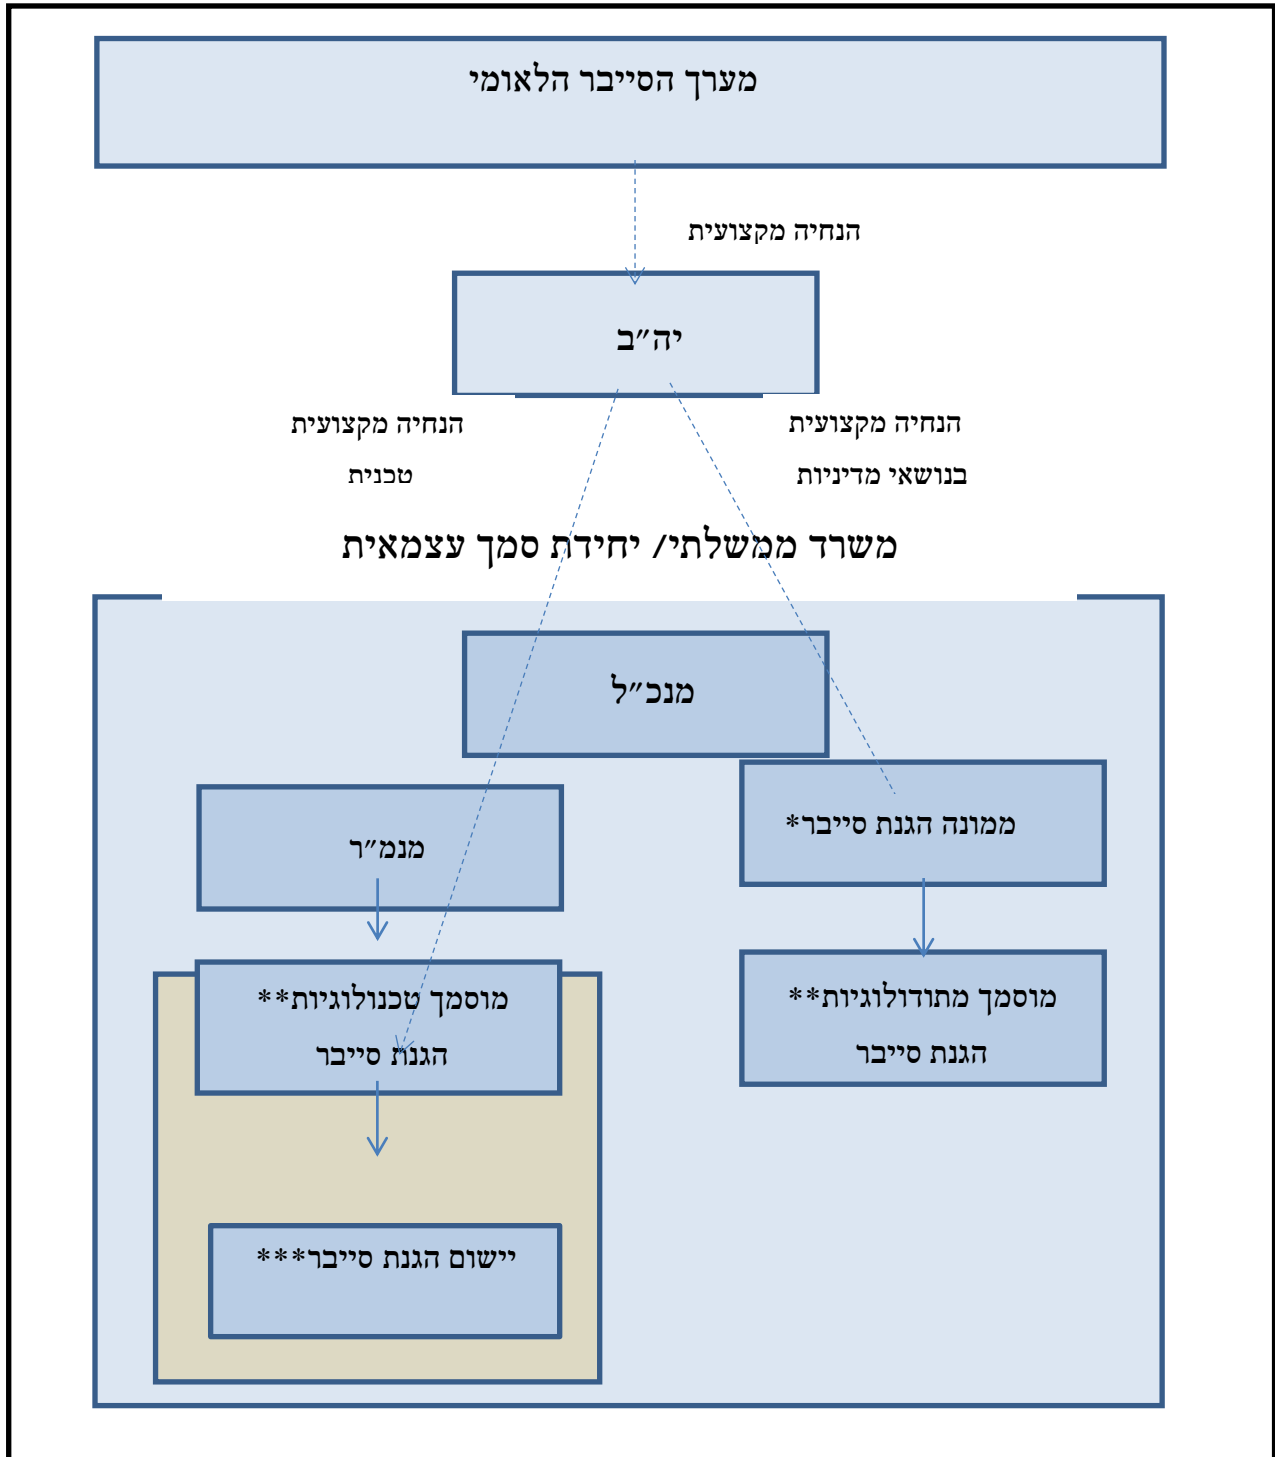 מערך הסייבר הלאומי
הנחיה מקצועית
יה״ב
הנחיה מקצועית
בנושאי מדיניות
הנחיה מקצועית
טכנית
משרד ממשלתי/ יחידת סמך עצמאית
מנכ״ל
ממונה הגנת סייבר*
מנמ״ר
מוסמך מתודולוגיות**
הגנת סייבר
מוסמך טכנולוגיות**
הגנת סייבר
יישום הגנת סייבר***